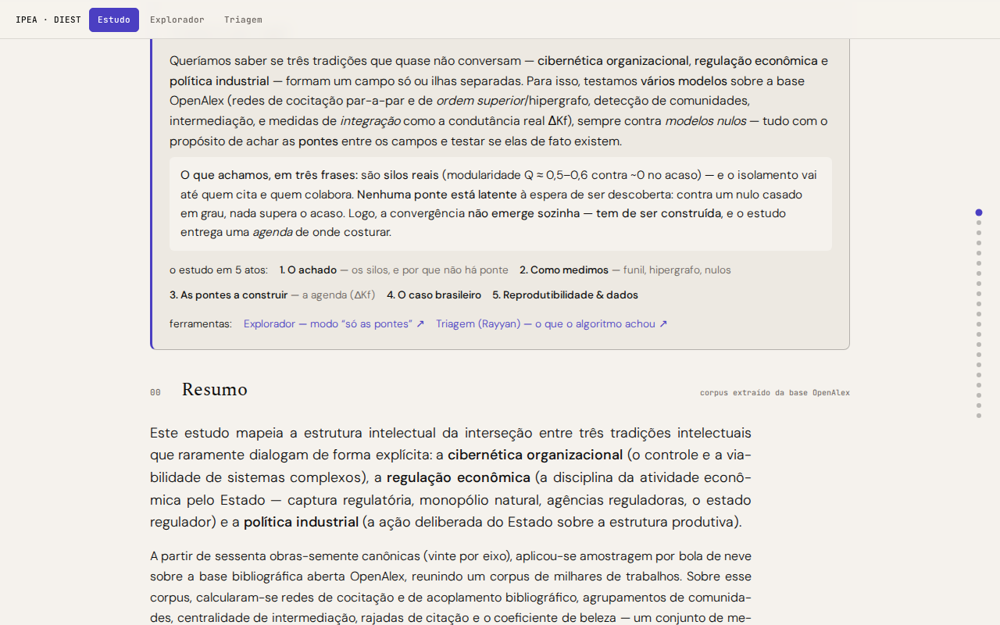 IPEA · DIEST Estudo Explorador Triagem
Queríamos saber se três tradições que quase não conversam — cibernética organizacional, regulação econômica e
política industrial — formam um campo só ou ilhas separadas. Para isso, testamos vários modelos sobre a base
OpenAlex (redes de cocitação par-a-par e de ordem superior/hipergrafo, detecção de comunidades,
intermediação, e medidas de integração como a condutância real ΔKf), sempre contra modelos nulos — tudo com o
propósito de achar as pontes entre os campos e testar se elas de fato existem.
O que achamos, em três frases: são silos reais (modularidade Q ≈ 0,5–0,6 contra ~0 no acaso) — e o isolamento vai
até quem cita e quem colabora. Nenhuma ponte está latente à espera de ser descoberta: contra um nulo casado
em grau, nada supera o acaso. Logo, a convergência não emerge sozinha — tem de ser construída, e o estudo
entrega uma agenda de onde costurar.
o estudo em 5 atos: 1. O achado — os silos, e por que não há ponte 2. Como medimos — funil, hipergrafo, nulos
3. As pontes a construir — a agenda (ΔKf) 4. O caso brasileiro 5. Reprodutibilidade & dados
ferramentas: Explorador — modo “só as pontes” ↗ Triagem (Rayyan) — o que o algoritmo achou ↗
00 Resumo corpus extraído da base OpenAlex
Este estudo mapeia a estrutura intelectual da interseção entre três tradições intelectuais
que raramente dialogam de forma explícita: a cibernética organizacional (o controle e a via-
bilidade de sistemas complexos), a regulação econômica (a disciplina da atividade econô-
mica pelo Estado — captura regulatória, monopólio natural, agências reguladoras, o estado
regulador) e a política industrial (a ação deliberada do Estado sobre a estrutura produtiva).
A partir de sessenta obras-semente canônicas (vinte por eixo), aplicou-se amostragem por bola de neve
sobre a base bibliográfica aberta OpenAlex, reunindo um corpus de milhares de trabalhos. Sobre esse
corpus, calcularam-se redes de cocitação e de acoplamento bibliográfico, agrupamentos de comunida-
des, centralidade de intermediação, rajadas de citação e o coeficiente de beleza — um conjunto de me-